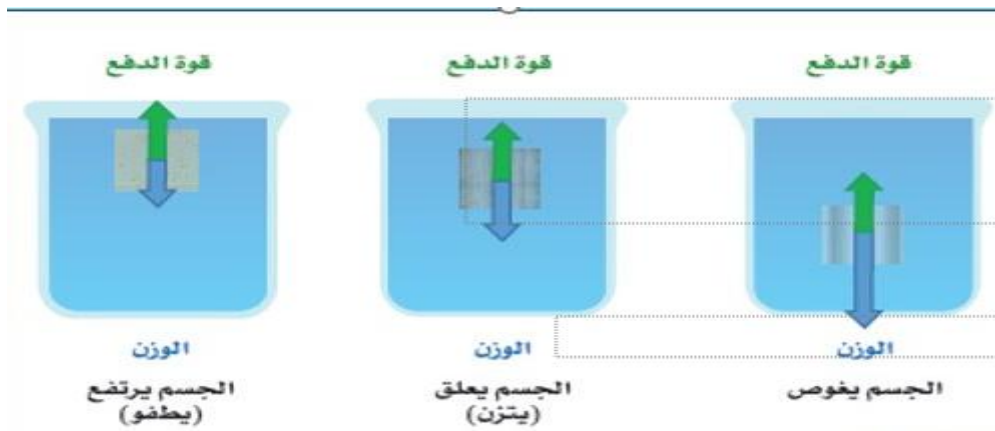 قوة الدفع
قوة الدفع
قوة الدفع
الوزن
الوزن
الوزن
الجسم يغوص
الجسم يعلق
(يتزن)
الجسم يرتفع
(يطفو)